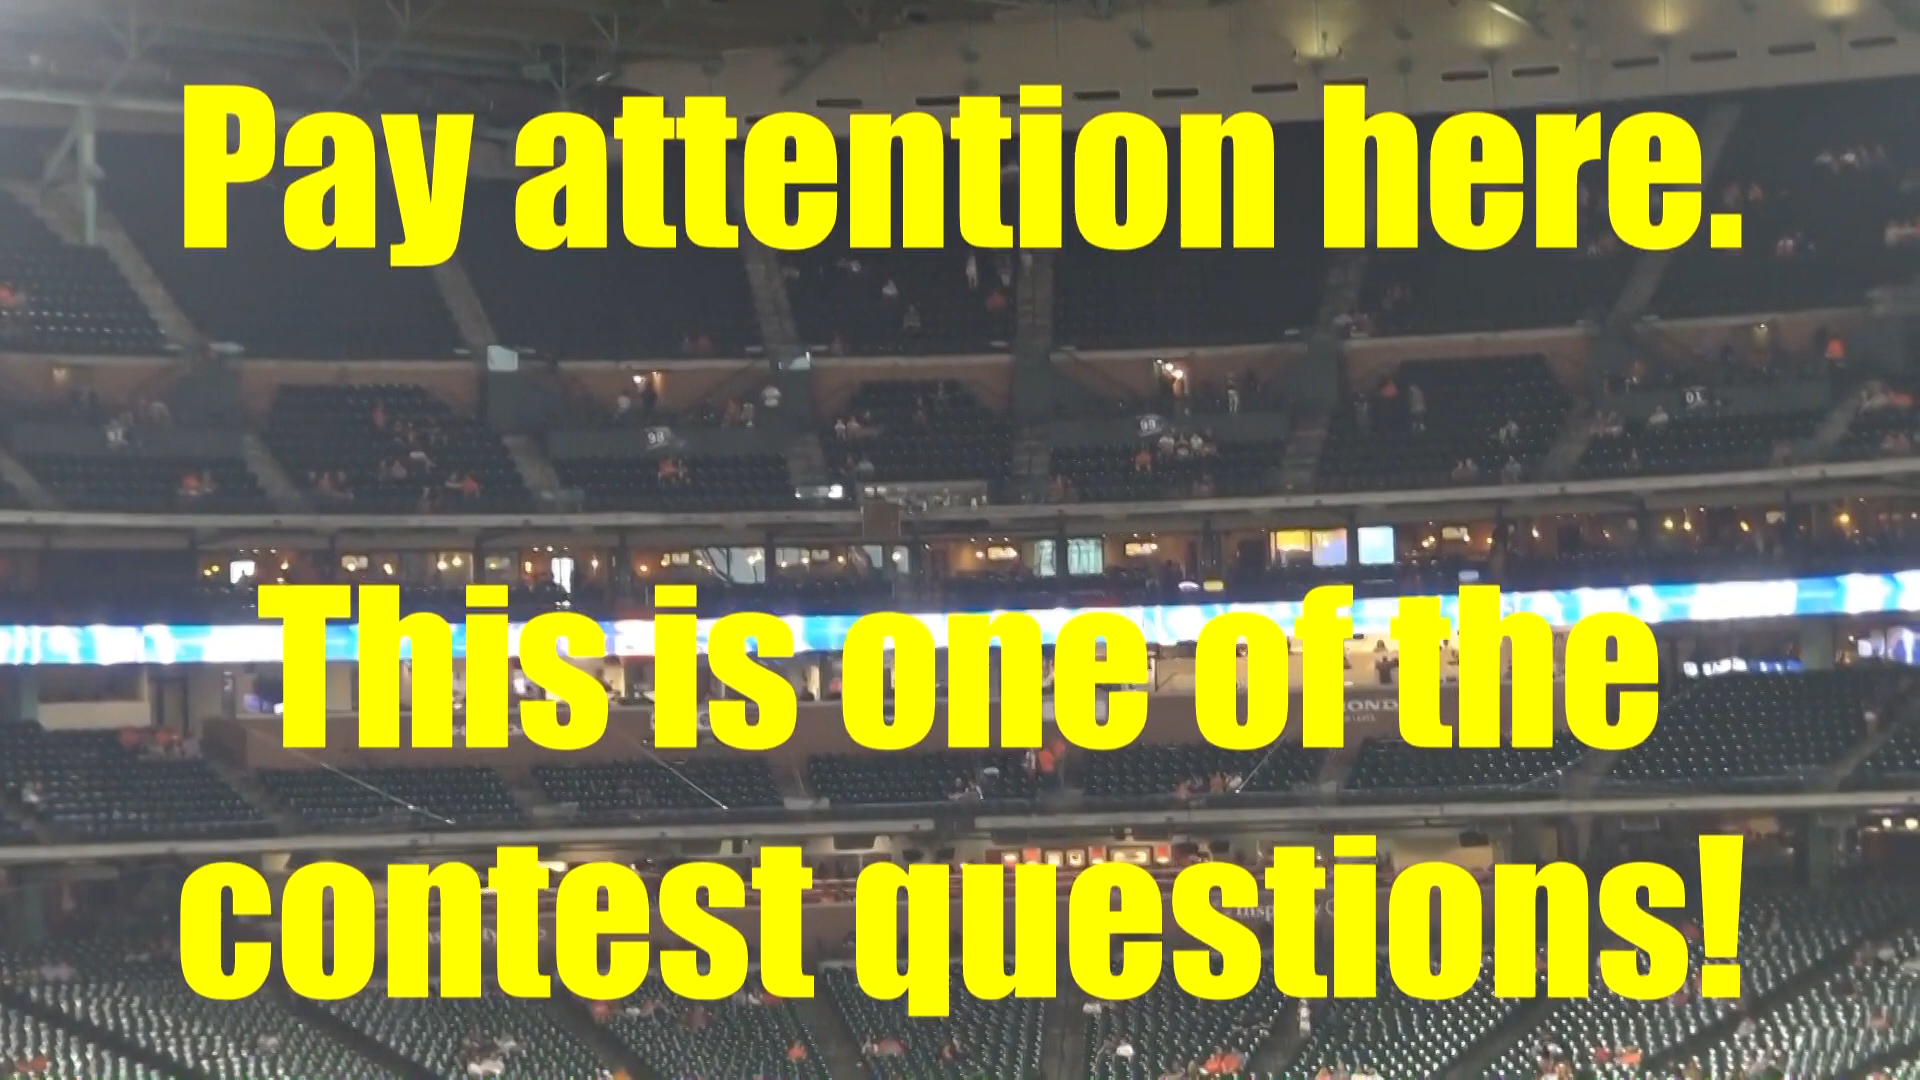 Pay attention here.
This is one of the
contest questions!